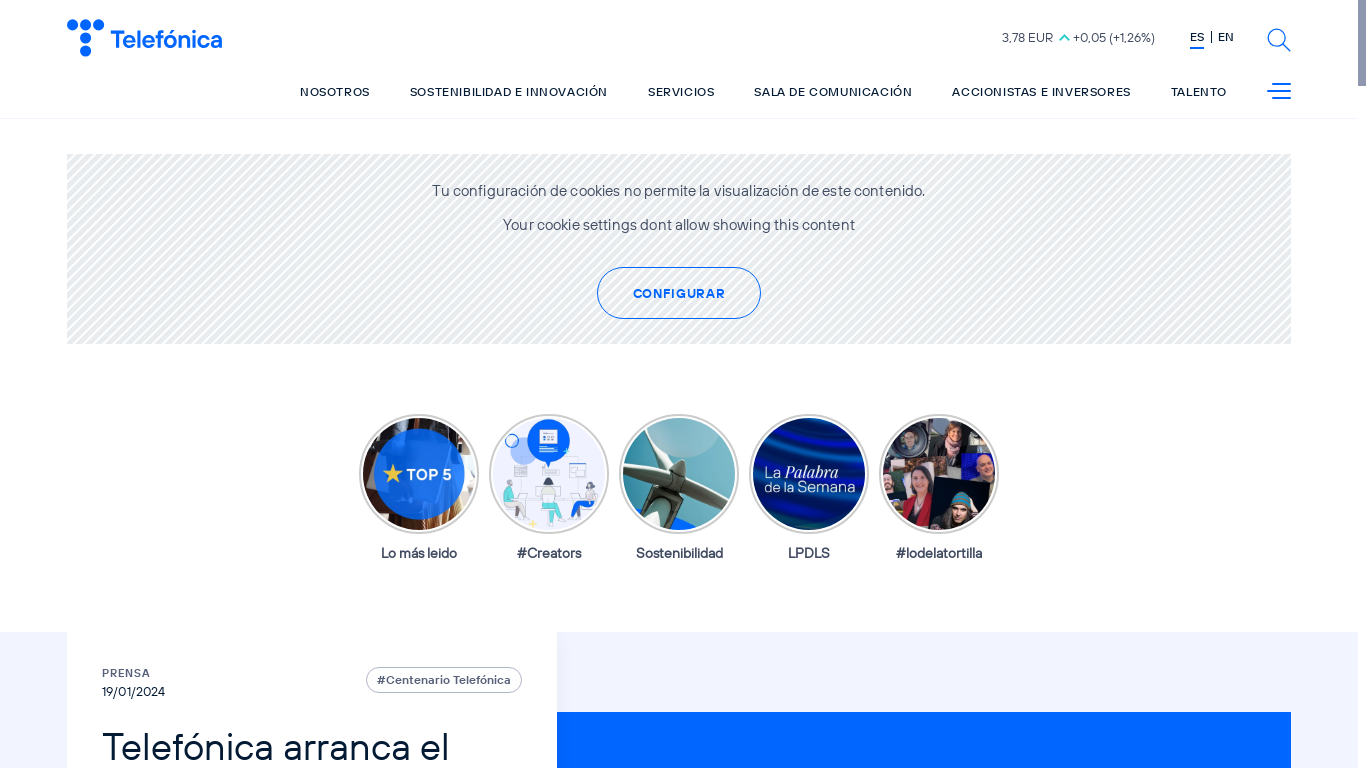 Telefónica
3,78 EUR +0,05 (+1,26%)
ES | EN
NOSOTROS SOSTENIBILIDAD E INNOVACIÓN SERVICIOS SALA DE COMUNICACIÓN ACCIONISTAS E INVERSORES TALENTO
Tu configuración de cookies no permite la visualización de este contenido.
Your cookie settings dont allow showing this content
CONFIGURAR
TOP 5
La Palabra
de la Semana
Lo más leido
#Creators
Sostenibilidad
LPDLS
#lodelatortilla
PRENSA
19/01/2024
#Centenario Telefónica
Telefónica arranca el